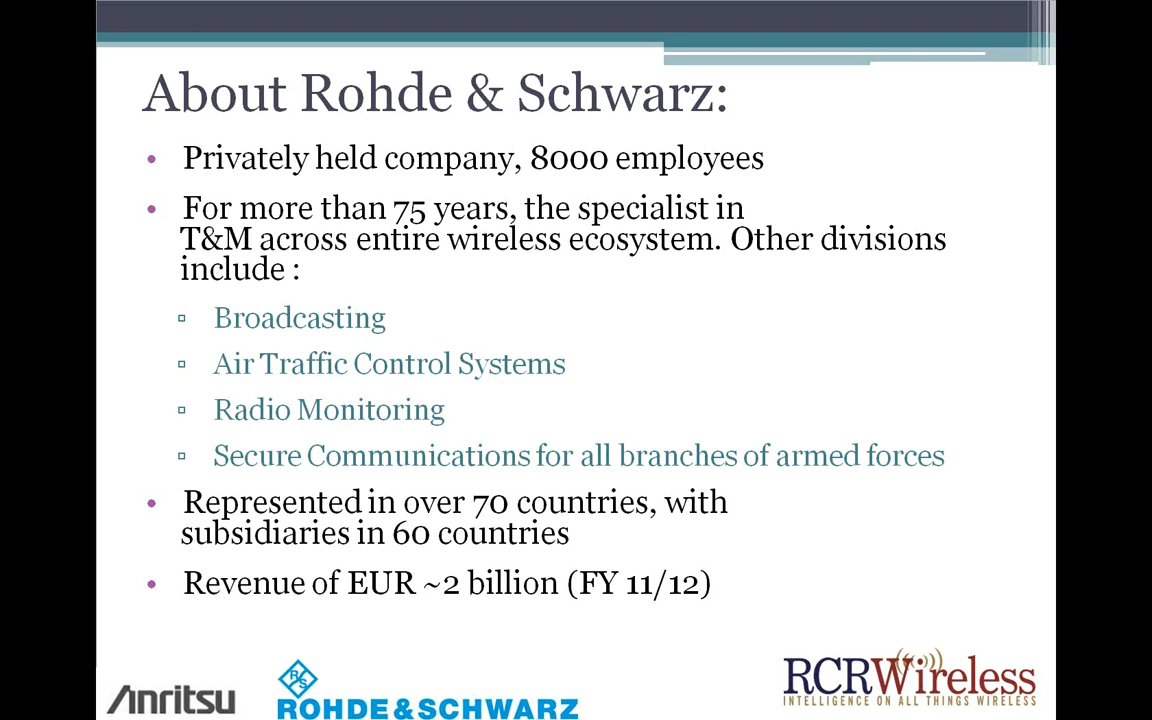 About Rohde & Schwarz:
• Privately held company, 8000 employees
• For more than 75 years, the specialist in
T&M across entire wireless ecosystem. Other divisions
include :
▫ Broadcasting
▫ Air Traffic Control Systems
▫ Radio Monitoring
▫ Secure Communications for all branches of armed forces
• Represented in over 70 countries, with
subsidiaries in 60 countries
• Revenue of EUR ~2 billion (FY 11/12)
Anritsu
R S
ROHDE & SCHWARZ
RCRWireless
INTELLIGENCE ON ALL THINGS WIRELESS